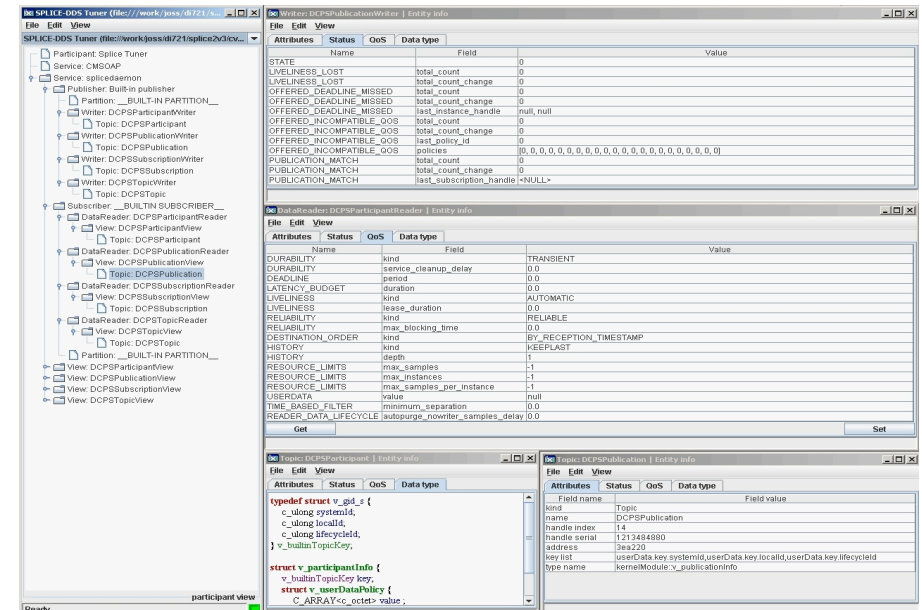 SPLICE-DDS Tuner (file:///work/joss/di721/s...
File Edit View
SPLICE-DDS Tuner (file:/work/joss/di721/splice2v3/cv...
Participant: Splice Tuner
Service: CMSOAP
Service: splicedaemon
Publisher: Built-in publisher
Partition: __BUILT-IN PARTITION__
Writer: DCPSParticipantWriter
Topic: DCPSParticipant
Writer: DCPSPublicationWriter
Topic: DCPSPublication
Writer: DCPSSubscriptionWriter
Topic: DCPSSubscription
Writer: DCPSTopicWriter
Topic: DCPSTopic
Subscriber: __BUILTIN SUBSCRIBER__
DataReader: DCPSParticipantReader
View: DCPSParticipantView
Topic: DCPSParticipant
DataReader: DCPSPublicationReader
View: DCPSPublicationView
Topic: DCPSPublication
DataReader: DCPSSubscriptionReader
View: DCPSSubscriptionView
Topic: DCPSSubscription
DataReader: DCPSTopicReader
View: DCPSTopicView
Topic: DCPSTopic
Partition: __BUILT-IN PARTITION__
View: DCPSParticipantView
View: DCPSPublicationView
View: DCPSSubscriptionView
View: DCPSTopicView
participant view
Ready
Writer: DCPSPublicationWriter | Entity info
File Edit View
Attributes Status QoS Data type
Name Field Value
STATE 0
LIVELINESS_LOST total_count 0
LIVELINESS_LOST total_count_change 0
OFFERED_DEADLINE_MISSED total_count 0
OFFERED_DEADLINE_MISSED total_count_change 0
OFFERED_DEADLINE_MISSED last_instance_handle null, null
OFFERED_INCOMPATIBLE_QOS total_count 0
OFFERED_INCOMPATIBLE_QOS total_count_change 0
OFFERED_INCOMPATIBLE_QOS last_policy_id 0
OFFERED_INCOMPATIBLE_QOS policies [0, 0, 0, 0, 0, 0, 0, 0, 0, 0, 0, 0, 0, 0, 0, 0, 0, 0, 0, 0, 0, 0, 0]
PUBLICATION_MATCH total_count 0
PUBLICATION_MATCH total_count_change 0
PUBLICATION_MATCH last_subscription_handle <NULL>
DataReader: DCPSParticipantReader | Entity info
File Edit View
Attributes Status QoS Data type
Name Field Value
DURABILITY kind TRANSIENT
DURABILITY service_cleanup_delay 0.0
DEADLINE period 0.0
LATENCY_BUDGET duration 0.0
LIVELINESS kind AUTOMATIC
LIVELINESS lease_duration 0.0
RELIABILITY kind RELIABLE
RELIABILITY max_blocking_time 0.0
DESTINATION_ORDER kind BY_RECEPTION_TIMESTAMP
HISTORY kind KEEPLAST
HISTORY depth 1
RESOURCE_LIMITS max_samples -1
RESOURCE_LIMITS max_instances -1
RESOURCE_LIMITS max_samples_per_instance -1
USERDATA value null
TIME_BASED_FILTER minimum_separation 0.0
READER_DATA_LIFECYCLE autopurge_nowriter_samples_delay 0.0
Get Set
Topic: DCPSParticipant | Entity info
File Edit View
Attributes Status QoS Data type
typedef struct v_gid_s {
c_ulong systemId;
c_ulong localId;
c_ulong lifecycleId;
} v_builtinTopicKey;
struct v_participantInfo {
v_builtinTopicKey key;
struct v_userDataPolicy {
C_ARRAY<c_octet> value ;
Topic: DCPSPublication | Entity info
File Edit View
Attributes Status QoS Data type
Field name Field value
kind Topic
name DCPSPublication
handle index 14
handle serial 1213484880
address 3ea220
key list userData.key.systemId,userData.key.localId,userData.key.lifecycleId
type name kernelModule::v_publicationInfo